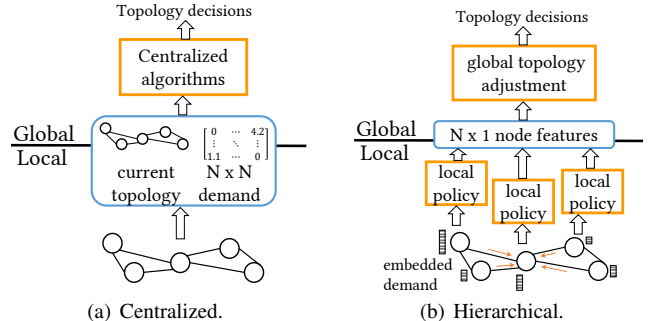 Topology decisions
Centralized
algorithms
Global
Local
0 ⋯ 4.2
⋮ ⋱ ⋮
1.1 ⋯ 0
current
topology
N x N
demand
(a) Centralized.
Topology decisions
global topology
adjustment
Global
Local
N x 1 node features
local
policy
local
policy
local
policy
embedded
demand
(b) Hierarchical.